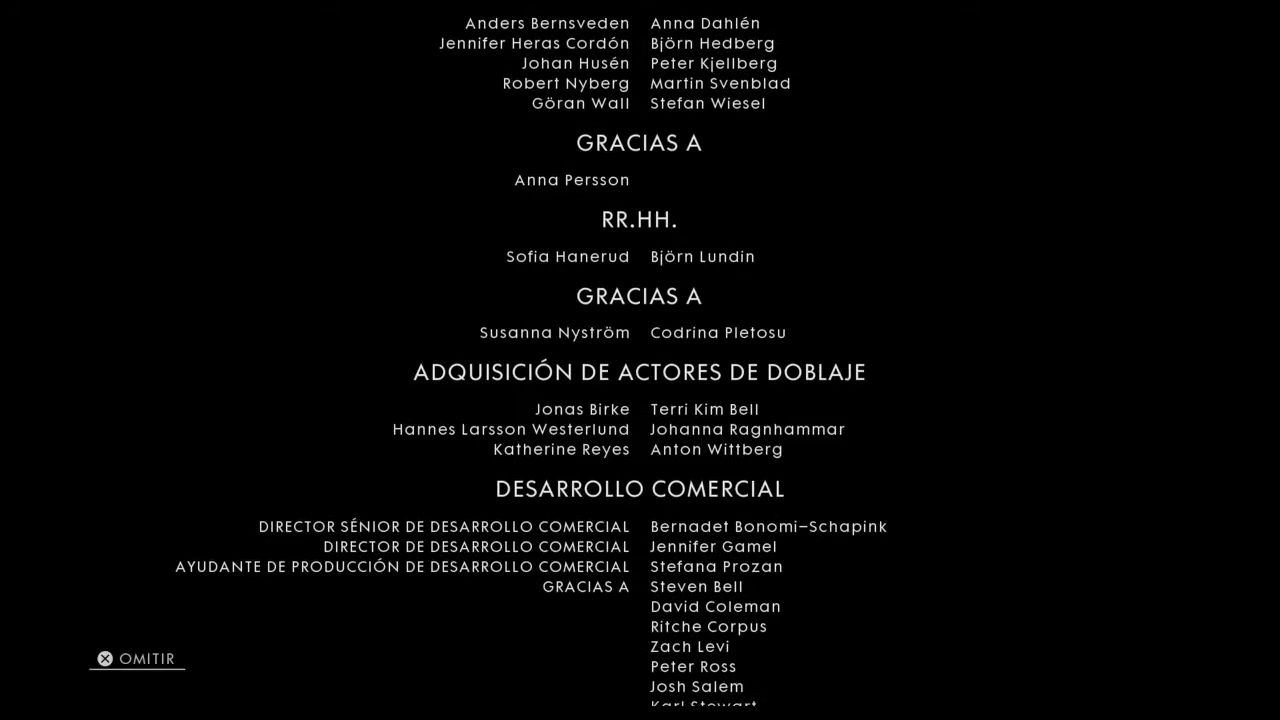 Anders Bernsveden Anna Dahlén
Jennifer Heras Cordón Björn Hedberg
Johan Husén Peter Kjellberg
Robert Nyberg Martin Svenblad
Göran Wall Stefan Wiesel
GRACIAS A
Anna Persson
RR.HH.
Sofia Hanerud Björn Lundin
GRACIAS A
Susanna Nyström Codrina Pletosu
ADQUISICIÓN DE ACTORES DE DOBLAJE
Jonas Birke Terri Kim Bell
Hannes Larsson Westerlund Johanna Ragnhammar
Katherine Reyes Anton Wittberg
DESARROLLO COMERCIAL
DIRECTOR SÉNIOR DE DESARROLLO COMERCIAL Bernadet Bonomi-Schapink
DIRECTOR DE DESARROLLO COMERCIAL Jennifer Gamel
AYUDANTE DE PRODUCCIÓN DE DESARROLLO COMERCIAL Stefana Prozan
GRACIAS A Steven Bell
David Coleman
Ritche Corpus
Zach Levi
OMITIR
Peter Ross
Josh Salem
Karl Stewart